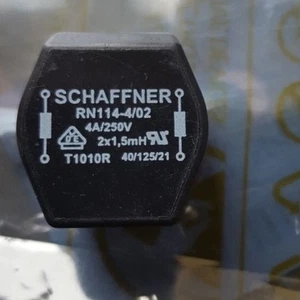 SCHAFFNER
RN114-4/02
4A/250V
2x1,5mH
T1010R 40/125/21